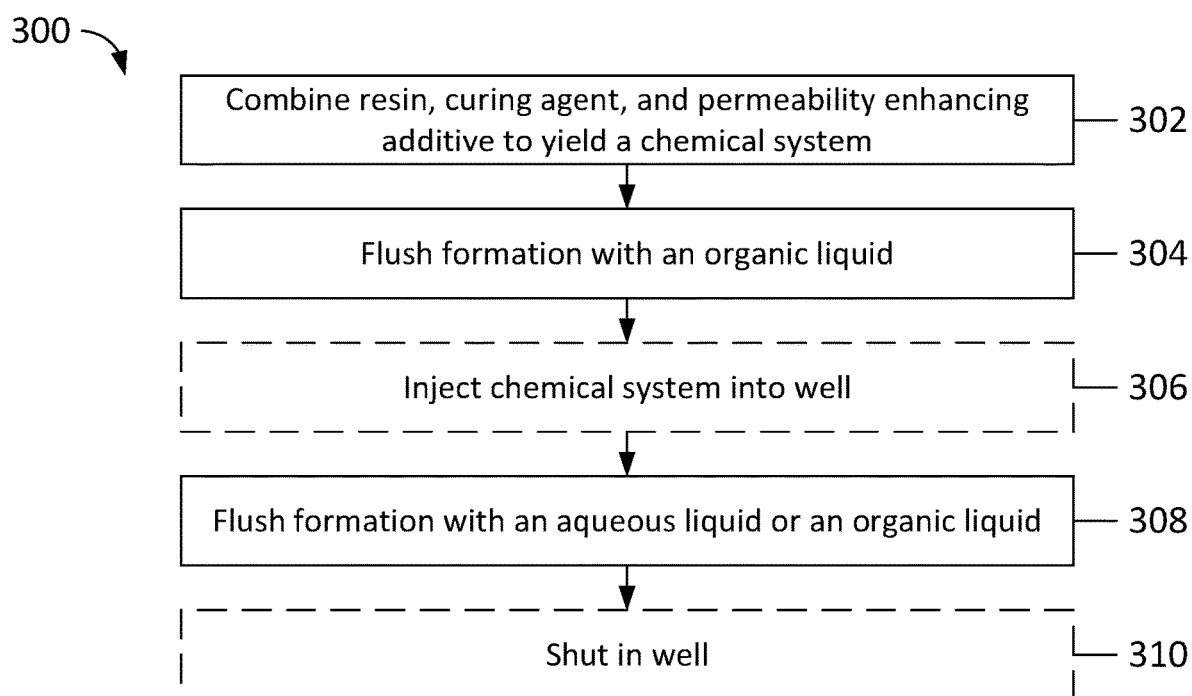 300
Combine resin, curing agent, and permeability enhancing
additive to yield a chemical system
302
Flush formation with an organic liquid
304
Inject chemical system into well
306
Flush formation with an aqueous liquid or an organic liquid
308
Shut in well
310